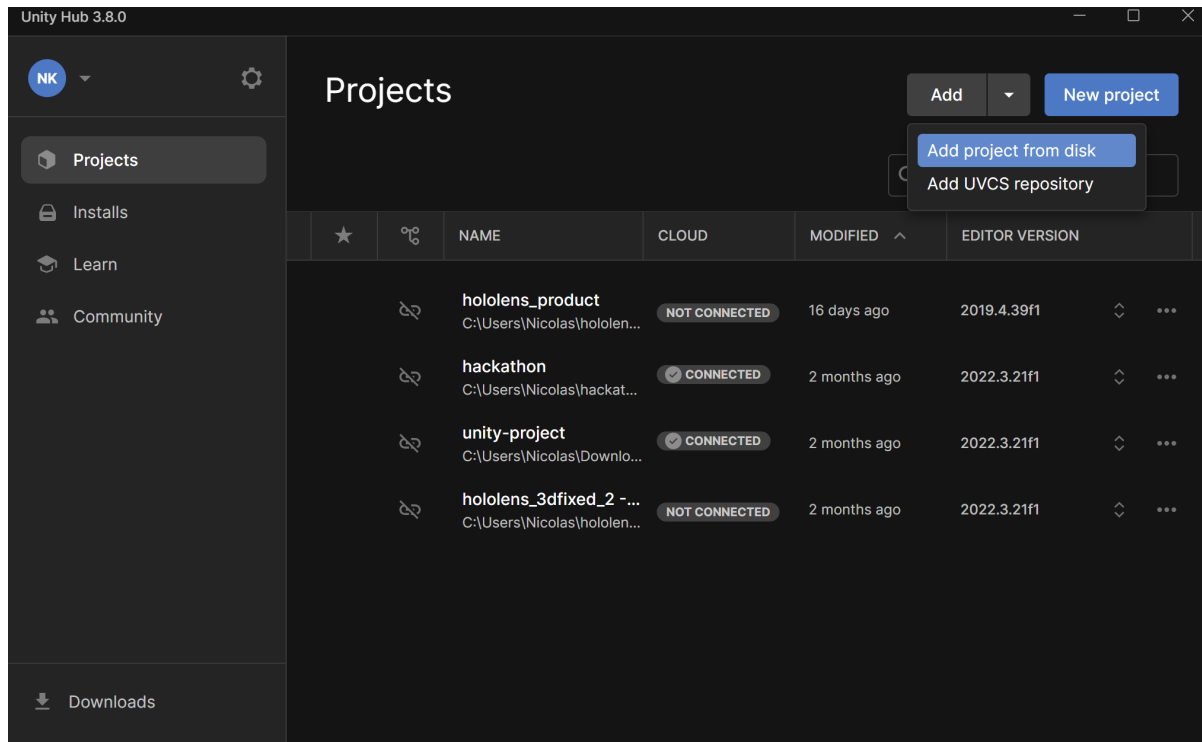 Unity Hub 3.8.0
NK
Projects
Installs
Learn
Community
Downloads
Projects
Add
New project
Add project from disk
Add UVCS repository
NAME CLOUD MODIFIED EDITOR VERSION
hololens_product NOT CONNECTED 16 days ago 2019.4.39f1
C:\Users\Nicolas\hololen...
hackathon CONNECTED 2 months ago 2022.3.21f1
C:\Users\Nicolas\hackat...
unity-project CONNECTED 2 months ago 2022.3.21f1
C:\Users\Nicolas\Downlo...
hololens_3dfixed_2 -... NOT CONNECTED 2 months ago 2022.3.21f1
C:\Users\Nicolas\hololen...